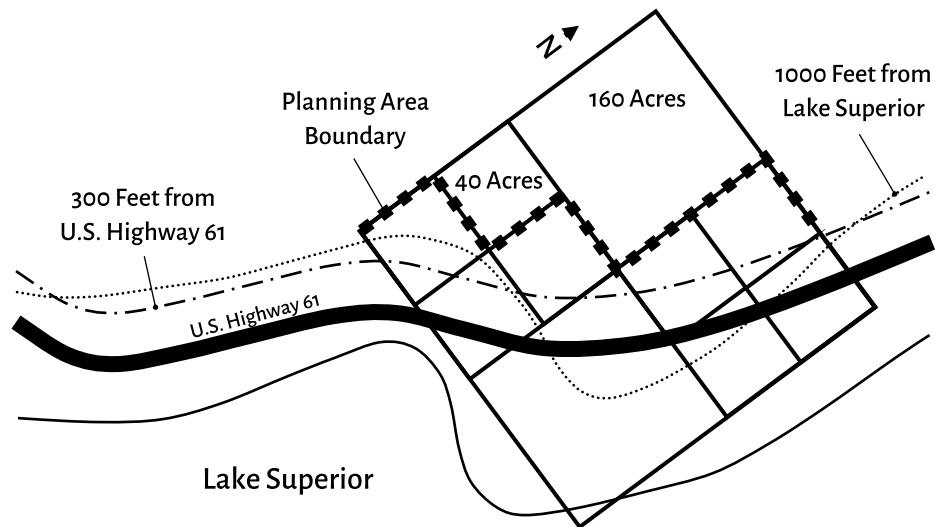 N
160 Acres
1000 Feet from
Lake Superior
Planning Area
Boundary
40 Acres
300 Feet from
U.S. Highway 61
U.S. Highway 61
Lake Superior